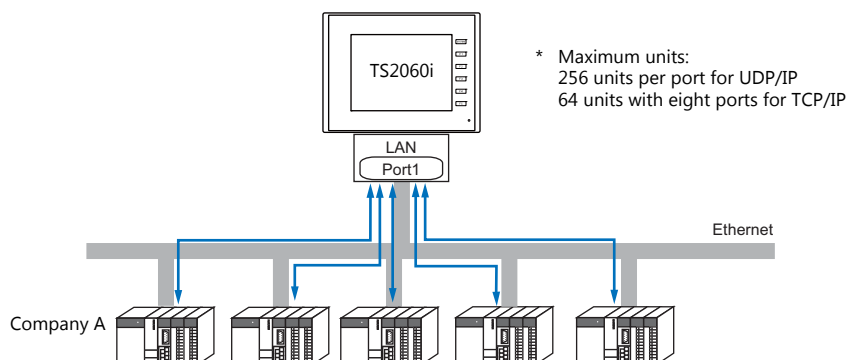 TS2060i
* Maximum units:
256 units per port for UDP/IP
64 units with eight ports for TCP/IP
LAN
Port1
Ethernet
Company A